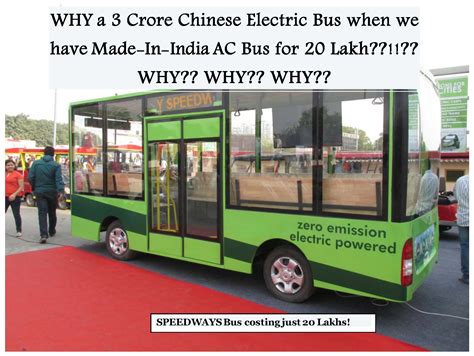 WHY a 3 Crore Chinese Electric Bus when we
have Made-In-India AC Bus for 20 Lakh??!!??
WHY?? WHY?? WHY??
Y SPEEDW
zero emission
electric powered
SPEEDWAYS Bus costing just 20 Lakhs!